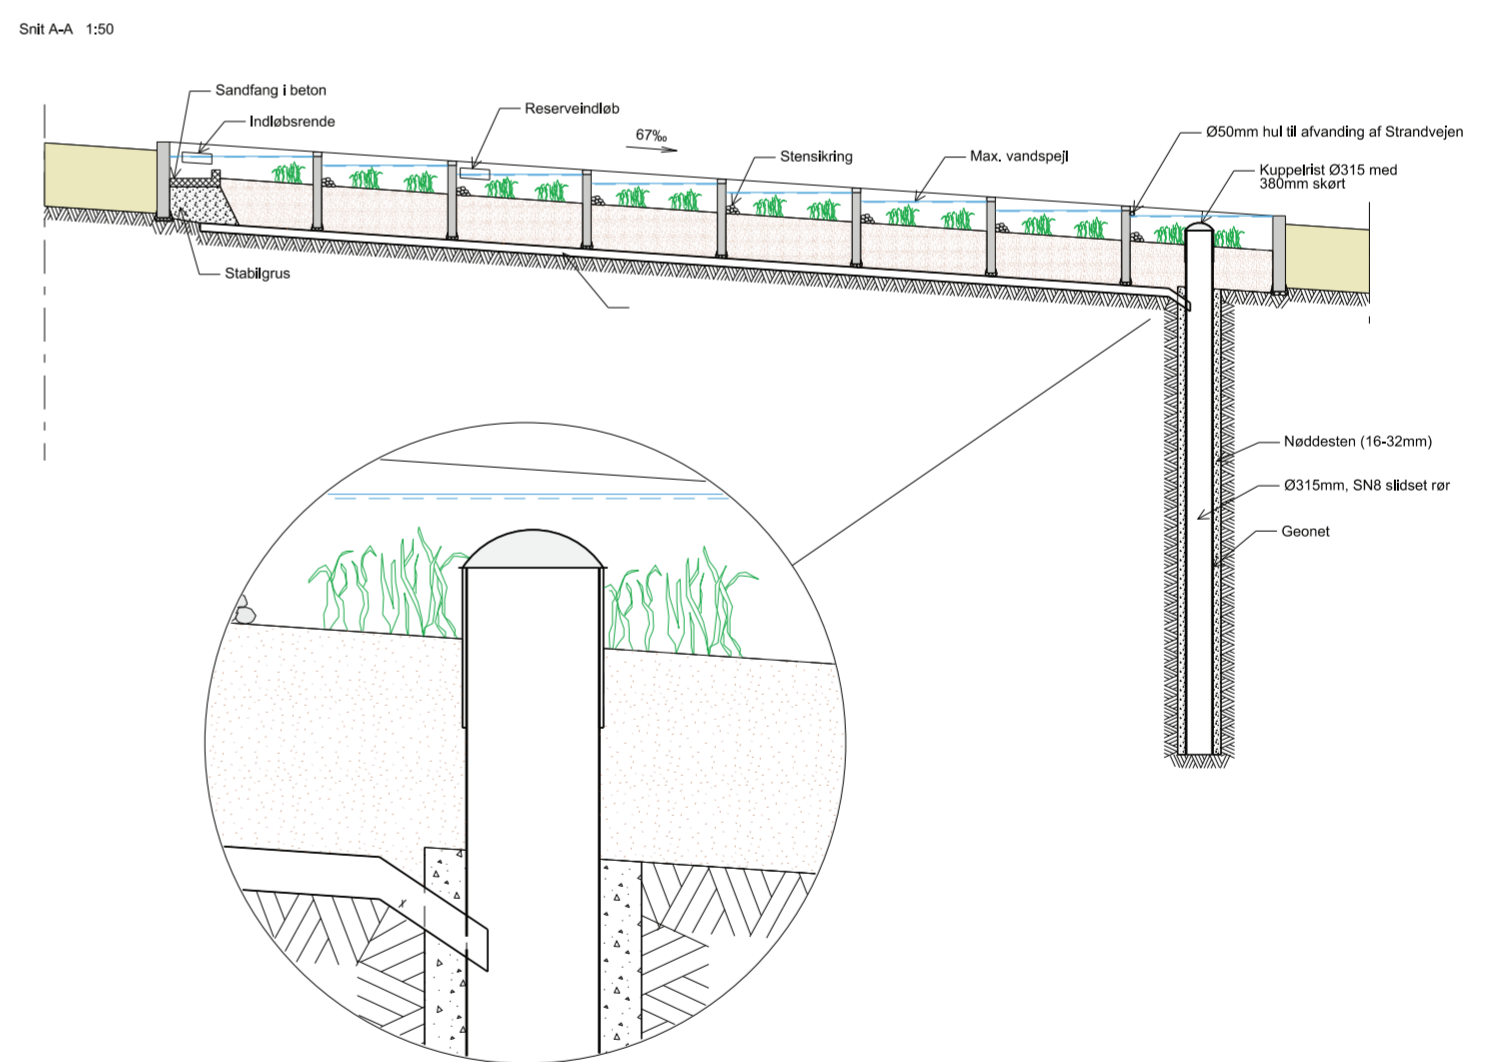 Snit A-A 1:50
Sandfang i beton
Indløbsrende
Reserveindløb
67‰
Stensikring
Max. vandspejl
Ø50mm hul til afvanding af Strandvejen
Kuppelrist Ø315 med
380mm skørt
Stabilgrus
Nøddesten (16-32mm)
Ø315mm, SN8 slidset rør
Geonet